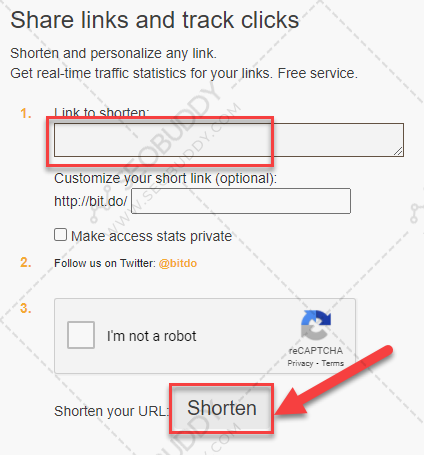 Share links and track clicks
Shorten and personalize any link.
Get real-time traffic statistics for your links. Free service.
1. Link to shorten:
Customize your short link (optional):
http://bit.do/
Make access stats private
2. Follow us on Twitter: @bitdo
3.
I'm not a robot
reCAPTCHA
Privacy - Terms
Shorten your URL: Shorten
SEOBUDDY
WWW.SEOBUDDY.COM